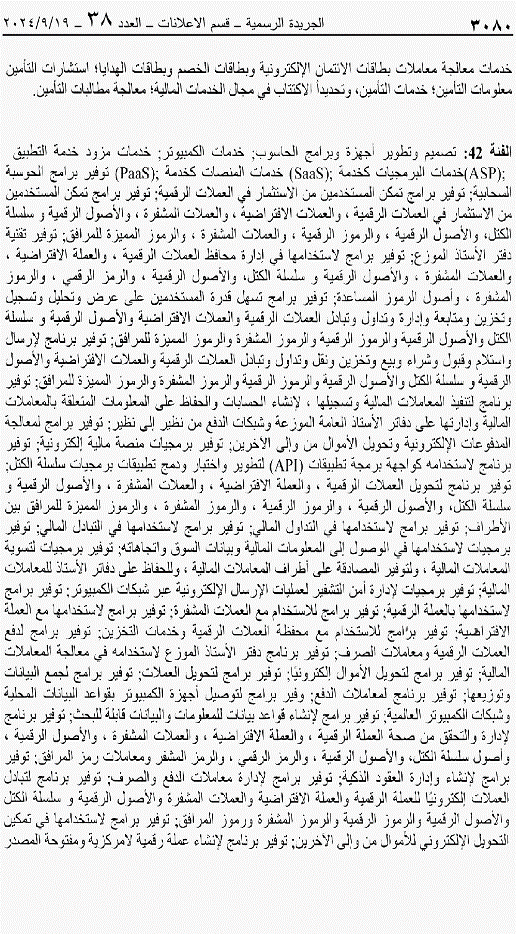 ٣٠٨٠ الجريدة الرسمية – قسم الاعلانات – العدد ٣٨ – ٢٠٢٤/٩/١٩
خدمات معالجة معاملات بطاقات الائتمان الإلكترونية وبطاقات الخصم وبطاقات الهدايا؛ استشارات التأمين
معلومات التأمين؛ خدمات التأمين، وتحديداً الاكتتاب في مجال الخدمات المالية؛ معالجة مطالبات التأمين.
الفئة 42: تصميم وتطوير أجهزة وبرامج الحاسوب; خدمات الكمبيوتر; خدمات مزود خدمة التطبيق
(ASP); خدمات البرمجيات كخدمة (SaaS); خدمات المنصات كخدمة (PaaS); توفير برامج الحوسبة
السحابية; توفير برامج تمكن المستخدمين من الاستثمار في العملات الرقمية; توفير برامج تمكن المستخدمين
من الاستثمار في العملات الرقمية ، والعملات الافتراضية ، والعملات المشفرة ، والأصول الرقمية و سلسلة
الكتل، والأصول الرقمية ، والرموز الرقمية ، والعملات المشفرة ، والرموز المميزة للمرافق; توفير تقنية
دفتر الأستاذ الموزع; توفير برامج لاستخدامها في إدارة محافظ العملات الرقمية ، والعملة الافتراضية ،
والعملات المشفرة ، والأصول الرقمية و سلسلة الكتل، والأصول الرقمية ، والرمز الرقمي ، والرموز
المشفرة ، وأصول الرموز المساعدة; توفير برامج تسهل قدرة المستخدمين على عرض وتحليل وتسجيل
وتخزين ومتابعة وإدارة وتداول وتبادل العملات الرقمية والعملات الافتراضية والأصول الرقمية و سلسلة
الكتل والأصول الرقمية والرموز الرقمية والرموز المشفرة والرموز المميزة للمرافق; توفير برنامج لإرسال
واستلام وقبول وشراء وبيع وتخزين ونقل وتداول وتبادل العملات الرقمية والعملات الافتراضية والأصول
الرقمية و سلسلة الكتل والأصول الرقمية والرموز الرقمية والرموز المشفرة والرموز المميزة للمرافق; توفير
برنامج لتنفيذ المعاملات المالية وتسجيلها ، لإنشاء الحسابات والحفاظ على المعلومات المتعلقة بالمعاملات
المالية وإدارتها على دفاتر الأستاذ العامة الموزعة وشبكات الدفع من نظير إلى نظير; توفير برامج لمعالجة
المدفوعات الإلكترونية وتحويل الأموال من وإلى الآخرين; توفير برمجيات منصة مالية إلكترونية; توفير
برنامج لاستخدامه كواجهة برمجة تطبيقات (API) لتطوير واختبار ودمج تطبيقات برمجيات سلسلة الكتل;
توفير برنامج لتحويل العملات الرقمية ، والعملة الافتراضية ، والعملات المشفرة ، والأصول الرقمية و
سلسلة الكتل، والأصول الرقمية ، والرموز الرقمية ، والرموز المشفرة ، والرموز المميزة للمرافق بين
الأطراف; توفير برامج لاستخدامها في التداول المالي; توفير برامج لاستخدامها في التبادل المالي; توفير
برمجيات لاستخدامها في الوصول إلى المعلومات المالية وبيانات السوق واتجاهاته; توفير برمجيات لتسوية
المعاملات المالية ، ولتوفير المصادقة على أطراف المعاملات المالية ، وللحفاظ على دفاتر الأستاذ للمعاملات
المالية; توفير برمجيات لإدارة أمن التشفير لعمليات الإرسال الإلكترونية عبر شبكات الكمبيوتر; توفير برامج
لاستخدامها بالعملة الرقمية; توفير برامج للاستخدام مع العملات المشفرة; توفير برامج لاستخدامها مع العملة
الافتراضية; توفير برامج للاستخدام مع محفظة العملات الرقمية وخدمات التخزين; توفير برامج لدفع
العملات الرقمية ومعاملات الصرف; توفير برنامج دفتر الأستاذ الموزع لاستخدامه في معالجة المعاملات
المالية; توفير برامج لتحويل الأموال إلكترونيًا; توفير برامج لتحويل العملات; توفير برامج لجمع البيانات
وتوزيعها; توفير برنامج لمعاملات الدفع; وفير برامج لتوصيل أجهزة الكمبيوتر بقواعد البيانات المحلية
وشبكات الكمبيوتر العالمية; توفير برامج لإنشاء قواعد بيانات للمعلومات والبيانات قابلة للبحث; توفير برامج
لإدارة والتحقق من صحة العملة الرقمية ، والعملة الافتراضية ، والعملات المشفرة ، والأصول الرقمية ،
وأصول سلسلة الكتل، والأصول الرقمية ، والرمز الرقمي ، والرمز المشفر ومعاملات رمز المرافق; توفير
برامج لإنشاء وإدارة العقود الذكية; توفير برامج لإدارة معاملات الدفع والصرف; توفير برنامج لتبادل
العملات إلكترونيًا للعملة الرقمية والعملة الافتراضية والعملات المشفرة والأصول الرقمية و سلسلة الكتل
والأصول الرقمية والرموز الرقمية والرموز المشفرة ورموز المرافق; توفير برامج لاستخدامها في تمكين
التحويل الإلكتروني للأموال من وإلى الآخرين; توفير برنامج لإنشاء عملة رقمية لامركزية ومفتوحة المصدر